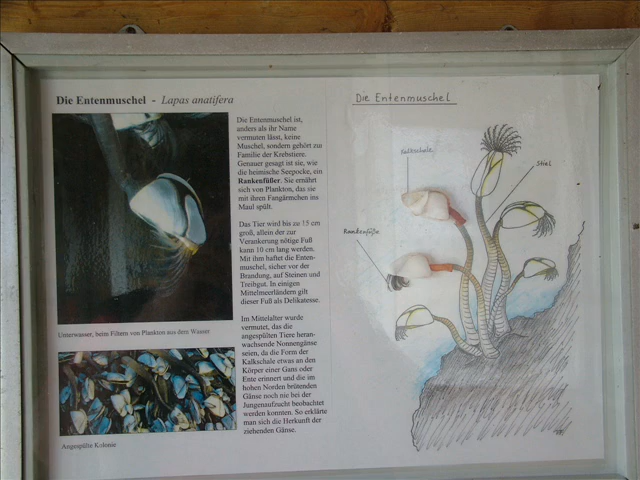 Die Entenmuschel - Lapas anatifera
Die Entenmuschel ist,
anders als ihr Name
vermuten lässt, keine
Muschel, sondern gehört zur
Familie der Krebstiere.
Genauer gesagt ist sie, wie
die heimische Seepocke, ein
Rankenfüßer. Sie ernährt
sich von Plankton, das sie
mit ihren Fangärmchen ins
Maul spült.
Das Tier wird bis zu 15 cm
groß, allein der zur
Verankerung nötige Fuß
kann 10 cm lang werden.
Mit ihm haftet die Enten-
muschel, sicher vor der
Brandung, auf Steinen und
Treibgut. In einigen
Mittelmeerländern gilt
dieser Fuß als Delikatesse.
Im Mittelalter wurde
vermutet, das die
angespülten Tiere heran-
wachsende Nonnengänse
seien, da die Form der
Kalkschale etwas an den
Körper einer Gans oder
Ente erinnert und die im
hohen Norden brütenden
Gänse noch nie bei der
Jungenaufzucht beobachtet
werden konnten. So erklärte
man sich die Herkunft der
ziehenden Gänse.
Unterwasser, beim Filtern von Plankton aus dem Wasser
Angespülte Kolonie
Die Entenmuschel
Kalkschale
Stiel
Rankenfüße